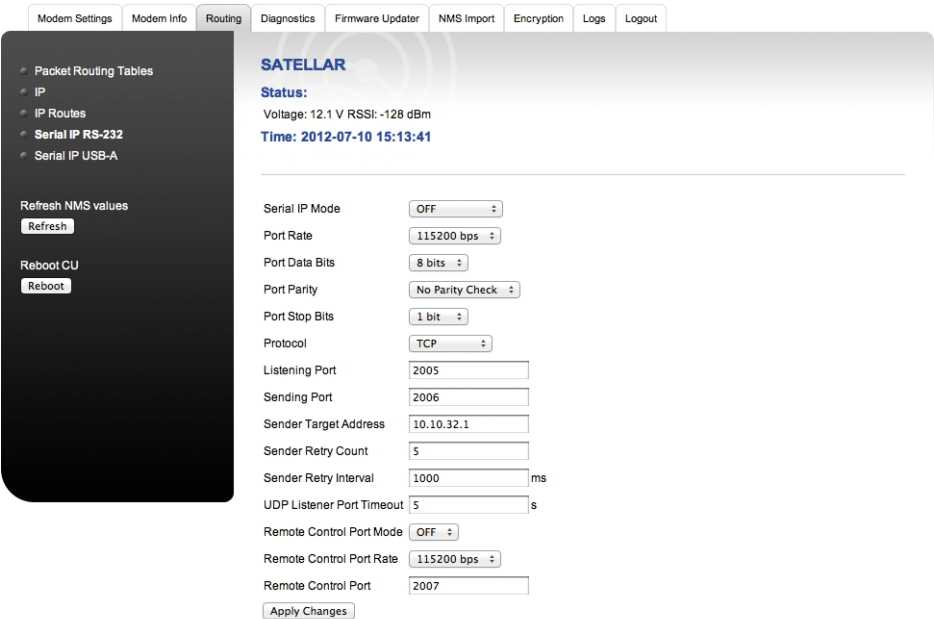 Modem Settings Modem Info Routing Diagnostics Firmware Updater NMS Import Encryption Logs Logout
Packet Routing Tables
IP
IP Routes
Serial IP RS-232
Serial IP USB-A
Refresh NMS values
Refresh
Reboot CU
Reboot
SATELLAR
Status:
Voltage: 12.1 V RSSI: -128 dBm
Time: 2012-07-10 15:13:41
Serial IP Mode OFF
Port Rate 115200 bps
Port Data Bits 8 bits
Port Parity No Parity Check
Port Stop Bits 1 bit
Protocol TCP
Listening Port 2005
Sending Port 2006
Sender Target Address 10.10.32.1
Sender Retry Count 5
Sender Retry Interval 1000 ms
UDP Listener Port Timeout 5 s
Remote Control Port Mode OFF
Remote Control Port Rate 115200 bps
Remote Control Port 2007
Apply Changes